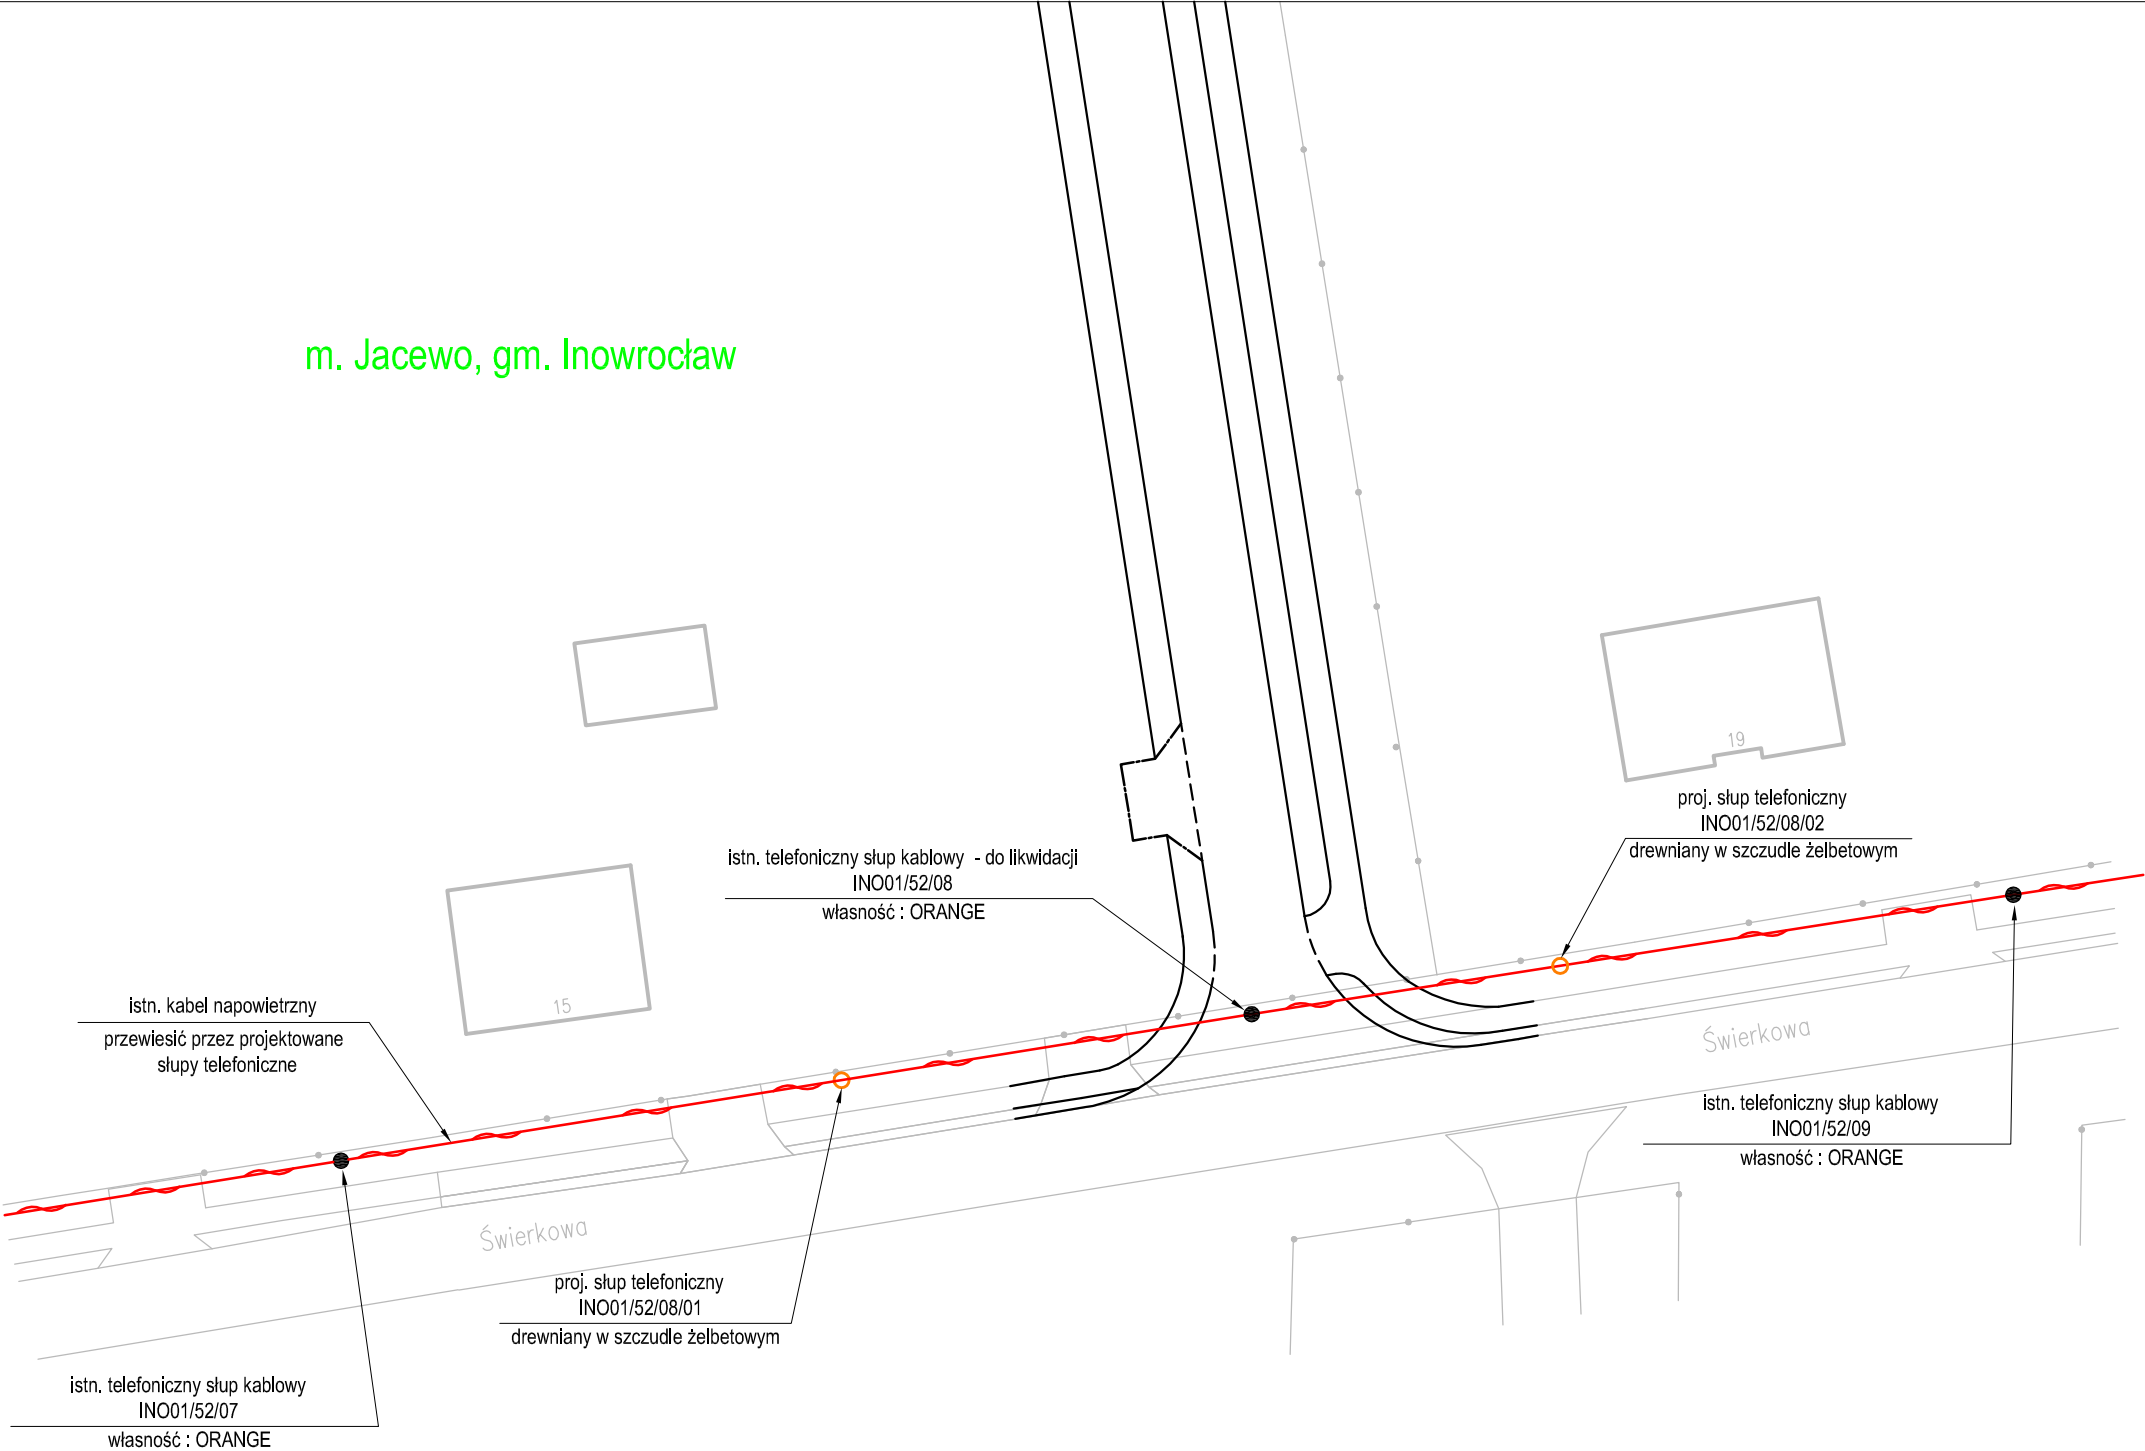 m. Jacewo, gm. Inowrocław
19
proj. słup telefoniczny
INO01/52/08/02
drewniany w szczudle żelbetowym
istn. telefoniczny słup kablowy - do likwidacji
INO01/52/08
własność : ORANGE
15
istn. kabel napowietrzny
przewiesić przez projektowane
słupy telefoniczne
Świerkowa
istn. telefoniczny słup kablowy
INO01/52/09
własność : ORANGE
Świerkowa
proj. słup telefoniczny
INO01/52/08/01
drewniany w szczudle żelbetowym
istn. telefoniczny słup kablowy
INO01/52/07
własność : ORANGE